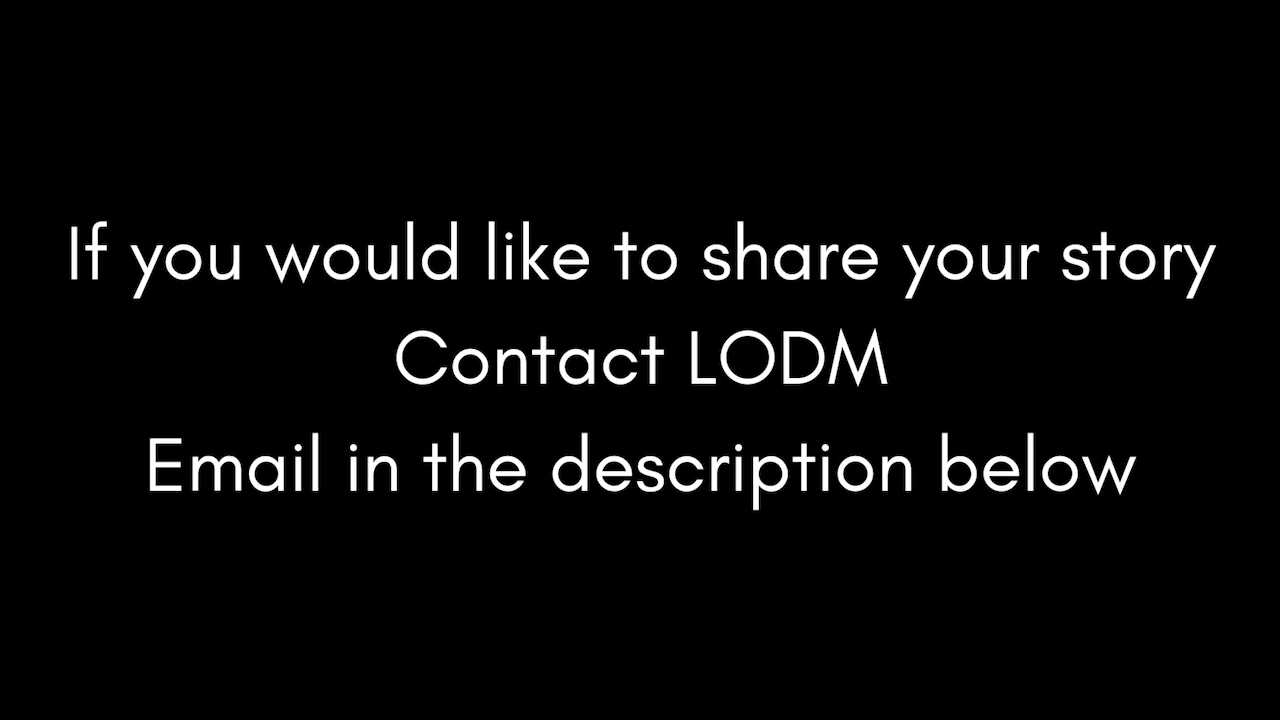 If you would like to share your story
Contact LODM
Email in the description below